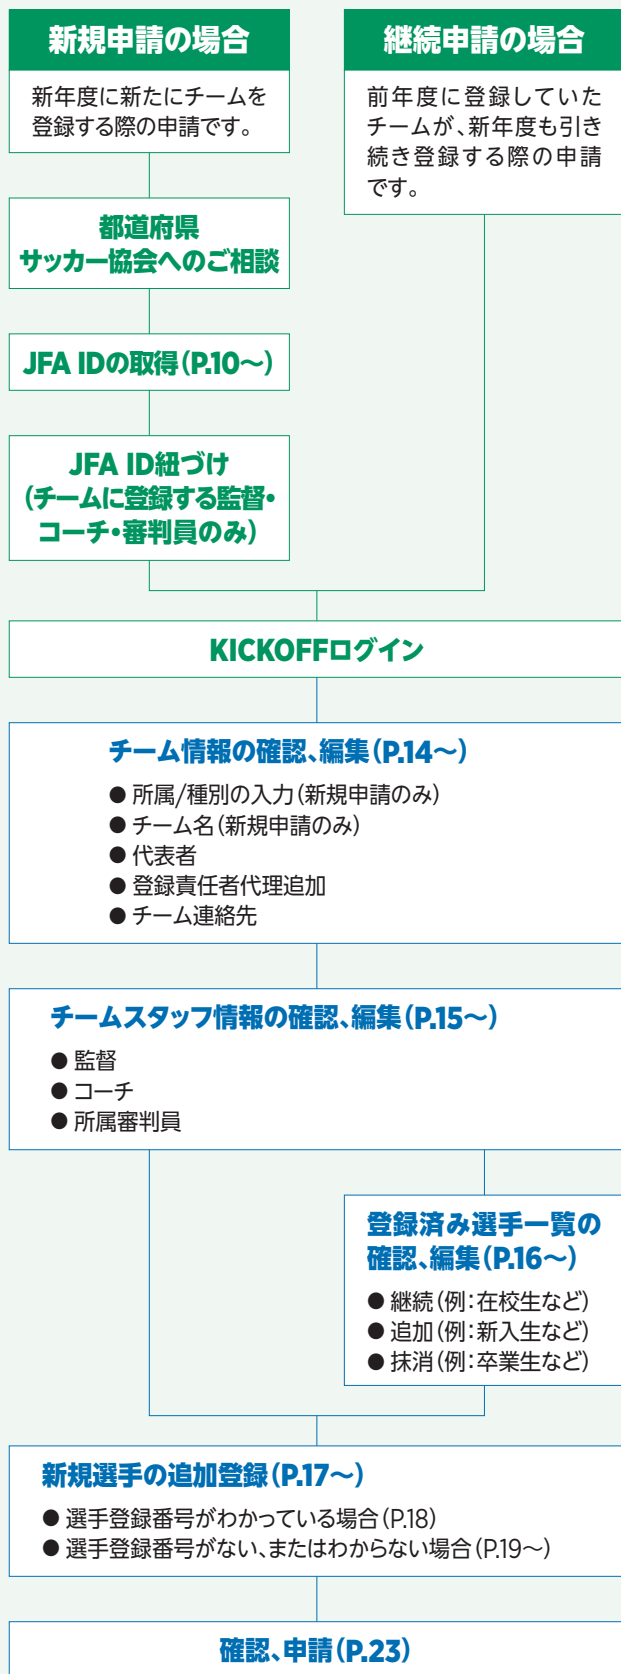 新規申請の場合
新年度に新たにチームを
登録する際の申請です。
継続申請の場合
前年度に登録していた
チームが、新年度も引き
続き登録する際の申請
です。
都道府県
サッカー協会へのご相談
JFA IDの取得(P.10〜)
JFA ID紐づけ
(チームに登録する監督・
コーチ・審判員のみ)
KICKOFFログイン
チーム情報の確認、編集(P.14〜)
● 所属/種別の入力(新規申請のみ)
● チーム名(新規申請のみ)
● 代表者
● 登録責任者代理追加
● チーム連絡先
チームスタッフ情報の確認、編集(P.15〜)
● 監督
● コーチ
● 所属審判員
登録済み選手一覧の
確認、編集(P.16〜)
● 継続(例:在校生など)
● 追加(例:新入生など)
● 抹消(例:卒業生など)
新規選手の追加登録(P.17〜)
● 選手登録番号がわかっている場合(P.18)
● 選手登録番号がない、またはわからない場合(P.19〜)
確認、申請(P.23)